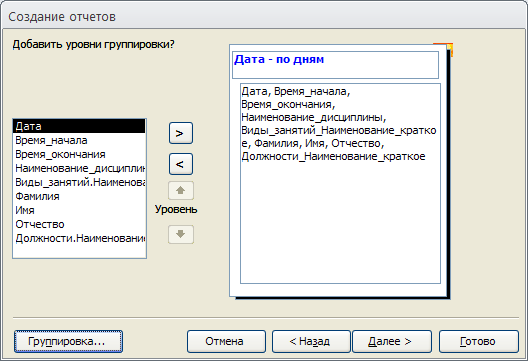 Создание отчетов
Добавить уровни группировки?
Дата
Время_начала
Время_окончания
Наименование_дисциплин
Виды_занятий.Наименова
Фамилия
Имя
Отчество
Должности.Наименование
>
<
Уровень
Дата - по дням
Дата, Время_начала,
Время_окончания,
Наименование_дисциплины,
Виды_занятий_Наименование_кратко
е, Фамилия, Имя, Отчество,
Должности_Наименование_краткое
Группировка...
Отмена
< Назад
Далее >
Готово